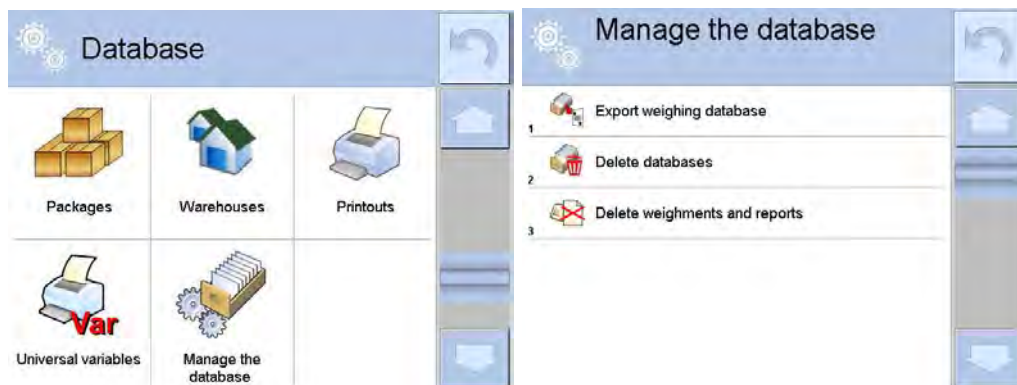 Database
Packages
Warehouses
Printouts
Var
Universal variables
Manage the
database
Manage the database
1 Export weighing database
2 Delete databases
3 Delete weighments and reports